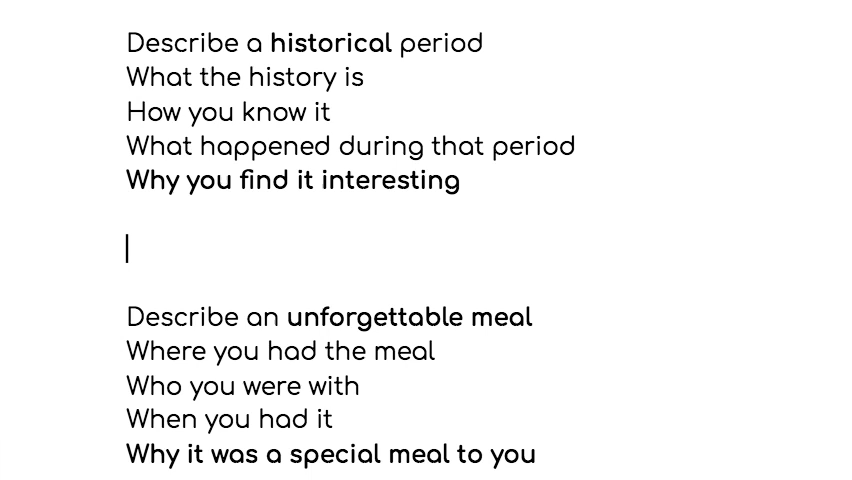 Describe a historical period
What the history is
How you know it
What happened during that period
Why you find it interesting
Describe an unforgettable meal
Where you had the meal
Who you were with
When you had it
Why it was a special meal to you